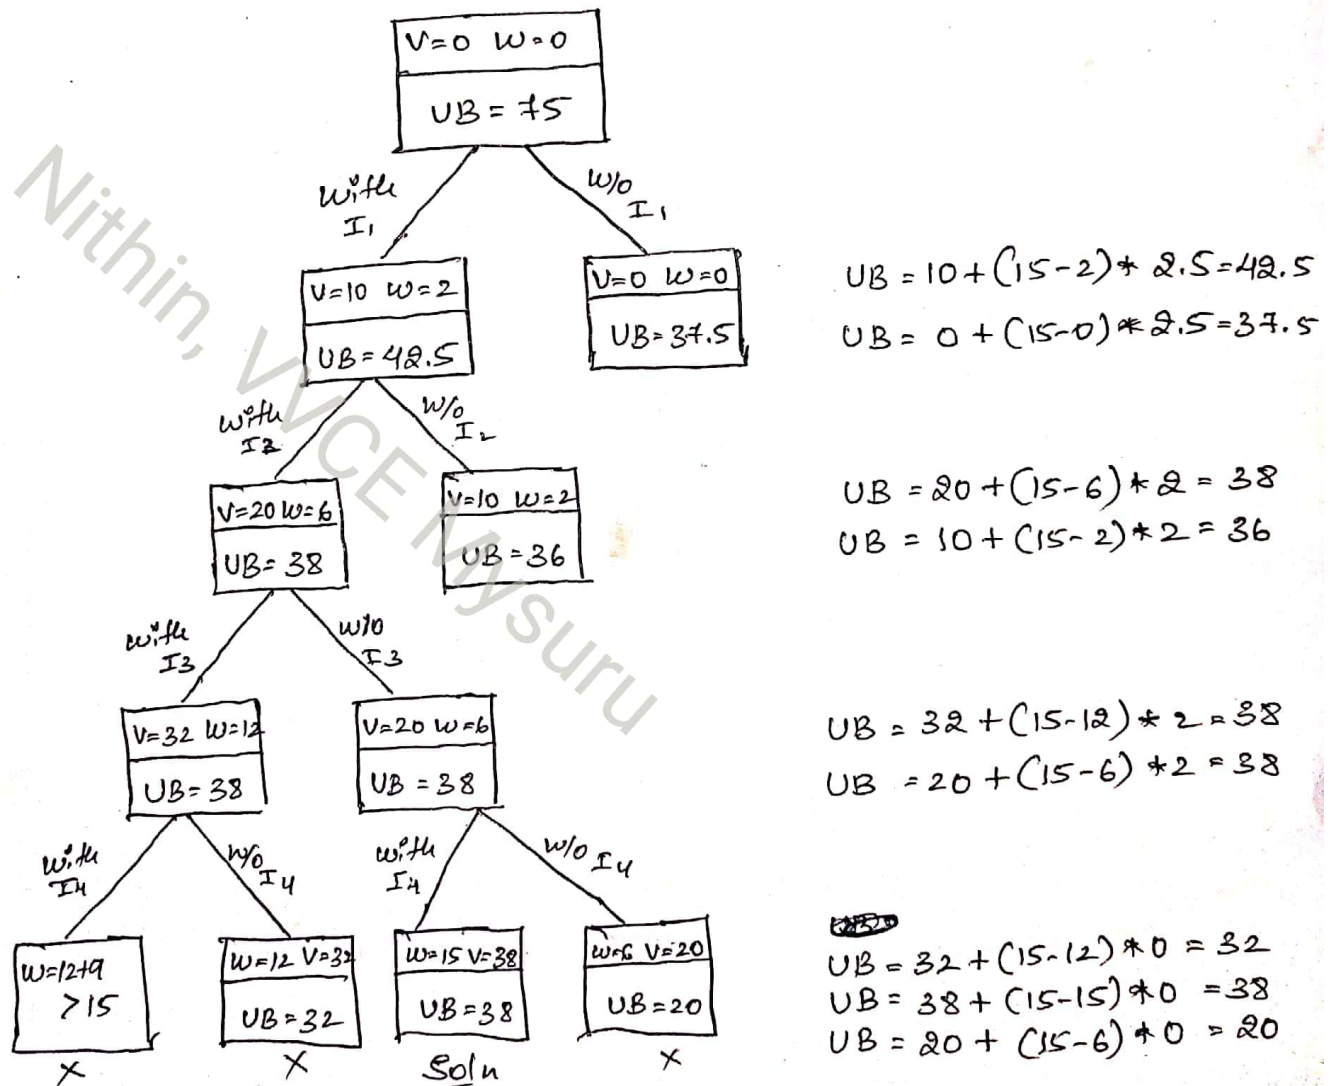 V=0 W=0
UB = 75
with I1
w/o I1
V=10 W=2
UB=42.5
V=0 W=0
UB=37.5
UB = 10+(15-2)* 2.5=42.5
UB = 0+(15-0)*2.5=37.5
with I2
w/o I2
V=20 W=6
UB=38
V=10 W=2
UB=36
UB = 20+(15-6)*2 = 38
UB = 10+(15-2)*2 = 36
with I3
w/o I3
V=32 W=12
UB=38
V=20 W=6
UB=38
UB = 32+(15-12)*2=38
UB = 20+(15-6)*2=38
with I4
w/o I4
with I4
w/o I4
W=12+9
>15
X
W=12 V=32
UB=32
X
W=15 V=38
UB=38
Soln
W=6 V=20
UB=20
X
UB=32+(15-12)*0 = 32
UB= 38+(15-15)*0 =38
UB = 20+ (15-6)*0 = 20
Nithin, VVCE Mysuru